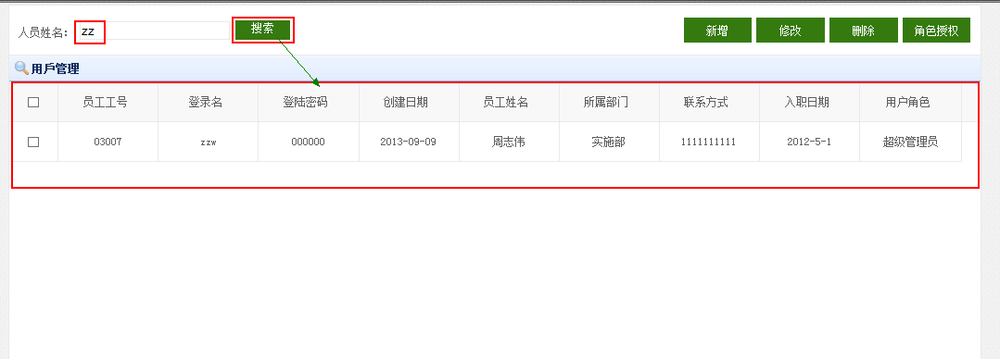 人员姓名： zz 搜索 新增 修改 删除 角色授权
用戶管理
员工工号 登录名 登陆密码 创建日期 员工姓名 所属部门 联系方式 入职日期 用户角色
03007 zzw 000000 2013-09-09 周志伟 实施部 1111111111 2012-5-1 超级管理员